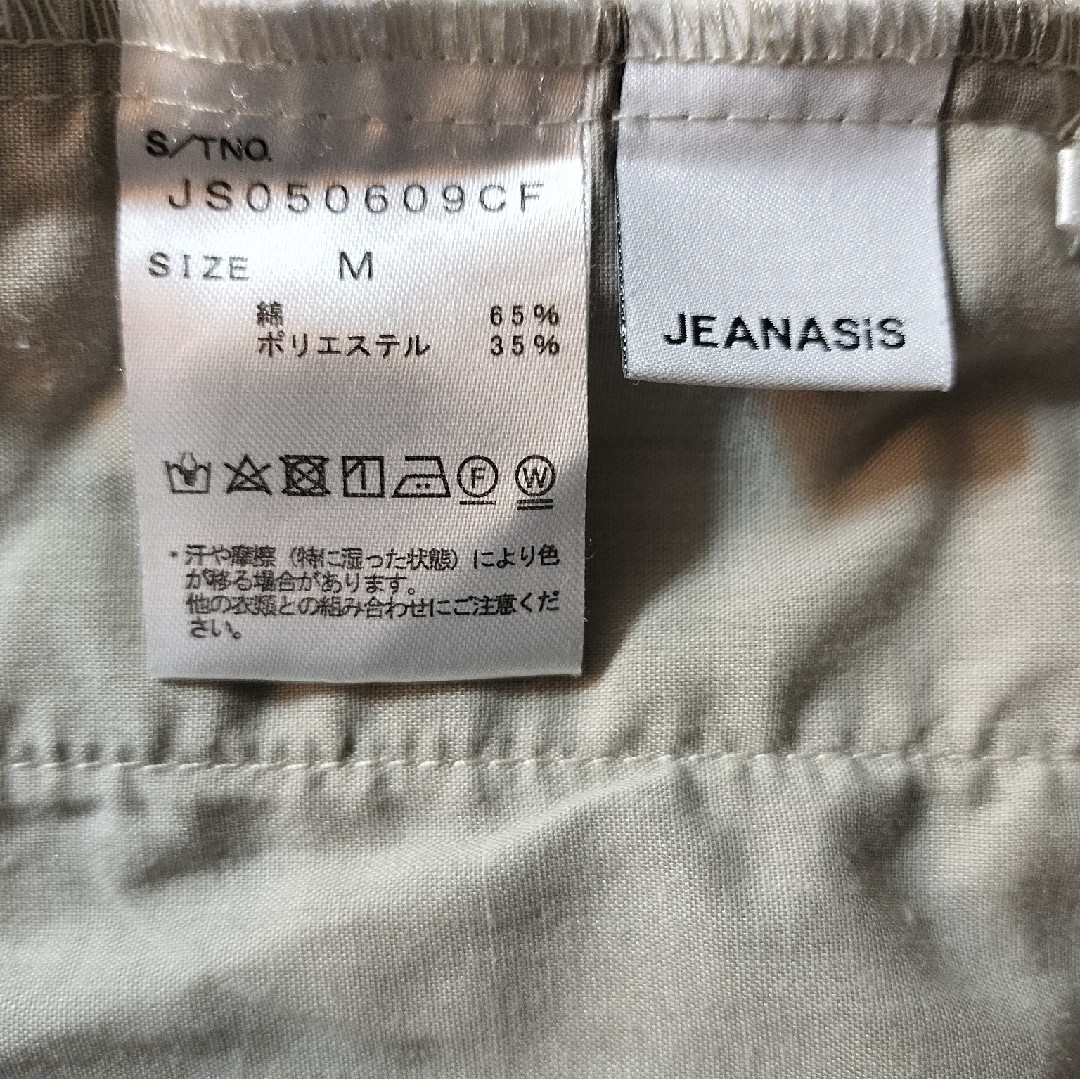 S/TNO.
JS050609CF
SIZE M
綿 65%
ポリエステル 35%
F W
・汗や摩擦（特に湿った状態）により色
が移る場合があります。
他の衣類との組み合わせにご注意くだ
さい。
JEANASiS